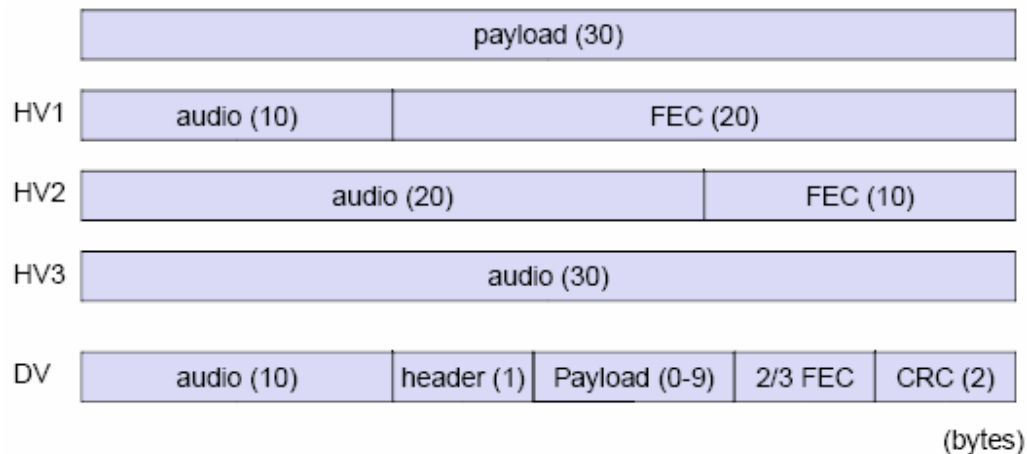 payload (30)
HV1 audio (10) FEC (20)
HV2 audio (20) FEC (10)
HV3 audio (30)
DV audio (10) header (1) Payload (0-9) 2/3 FEC CRC (2)
(bytes)